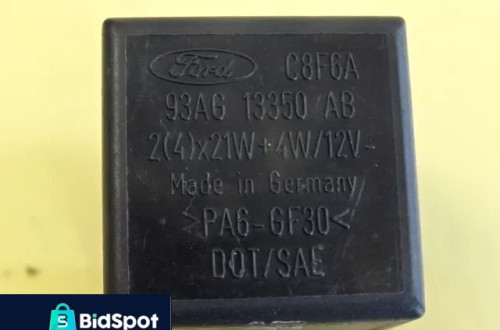 Ford C8F6A
93AG 13350 AB
2(4)x21W+4W/12V-
Made in Germany
>PA6-GF30<
DOT/SAE
BidSpot